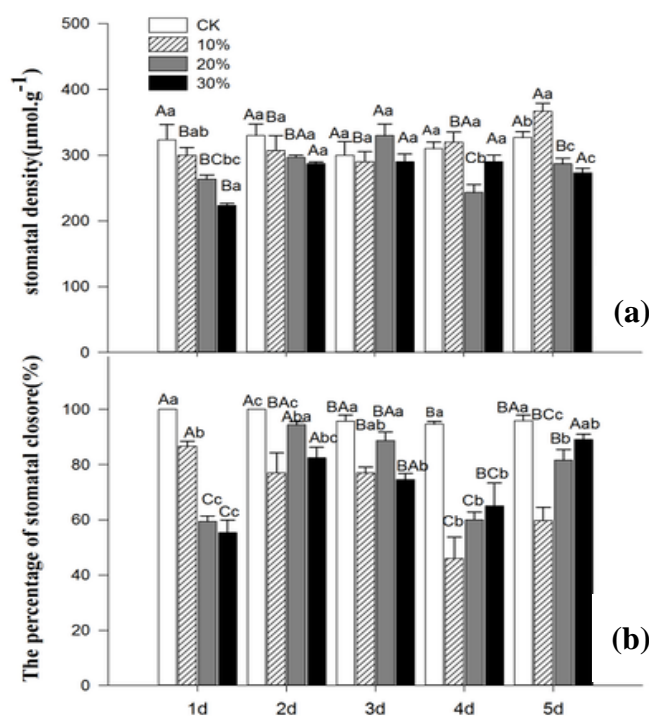 CK
10%
20%
30%
stomatal density(μmol.g-1)
500
400
300
200
100
0
Aa Bab BCbc Ba
Aa Ba BAa Aa
Aa Ba Aa Aa
Aa BAa Cb Aa
Ab Aa Bc Ac
(a)
The percentage of stomatal closore(%)
100
80
60
40
20
0
Aa Ab Cc Cc
Ac BAc Aba Abc
BAa Bab BAa BAb
Ba Cb Cb BCb
BAa BCc Bb Aab
(b)
1d 2d 3d 4d 5d